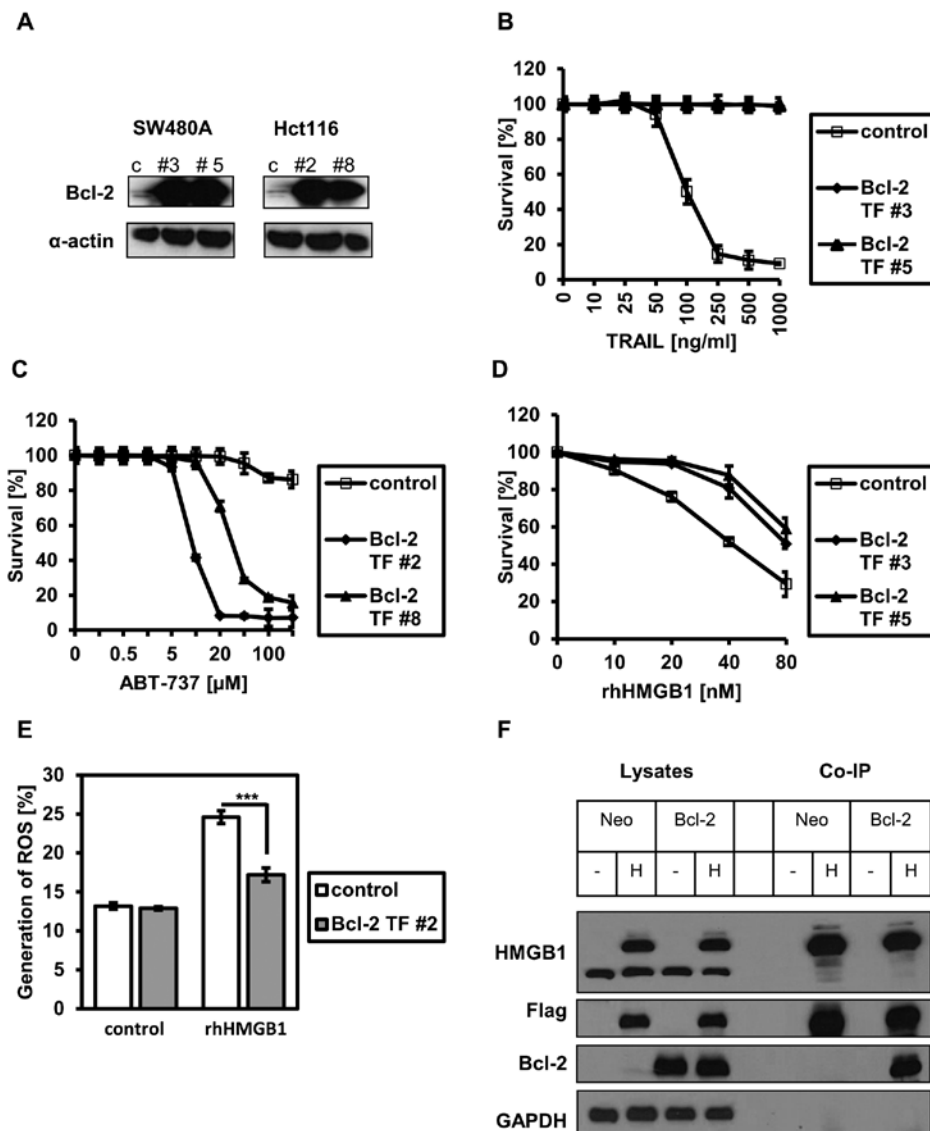 A
SW480A Hct116
c #3 # 5 c #2 #8
Bcl-2
α-actin
B
120
100
80
60
40
20
0
Survival [%]
0 10 25 50 100 250 500 1000
TRAIL [ng/ml]
control
Bcl-2
TF #3
Bcl-2
TF #5
C
120
100
80
60
40
20
0
Survival [%]
0 0.5 5 20 100
ABT-737 [µM]
control
Bcl-2
TF #2
Bcl-2
TF #8
D
120
100
80
60
40
20
0
Survival [%]
0 10 20 40 80
rhHMGB1 [nM]
control
Bcl-2
TF #3
Bcl-2
TF #5
E
30
25
20
15
10
5
0
Generation of ROS [%]
***
control rhHMGB1
control
Bcl-2 TF #2
F
Lysates Co-IP
Neo Bcl-2 Neo Bcl-2
- H - H - H - H
HMGB1
Flag
Bcl-2
GAPDH